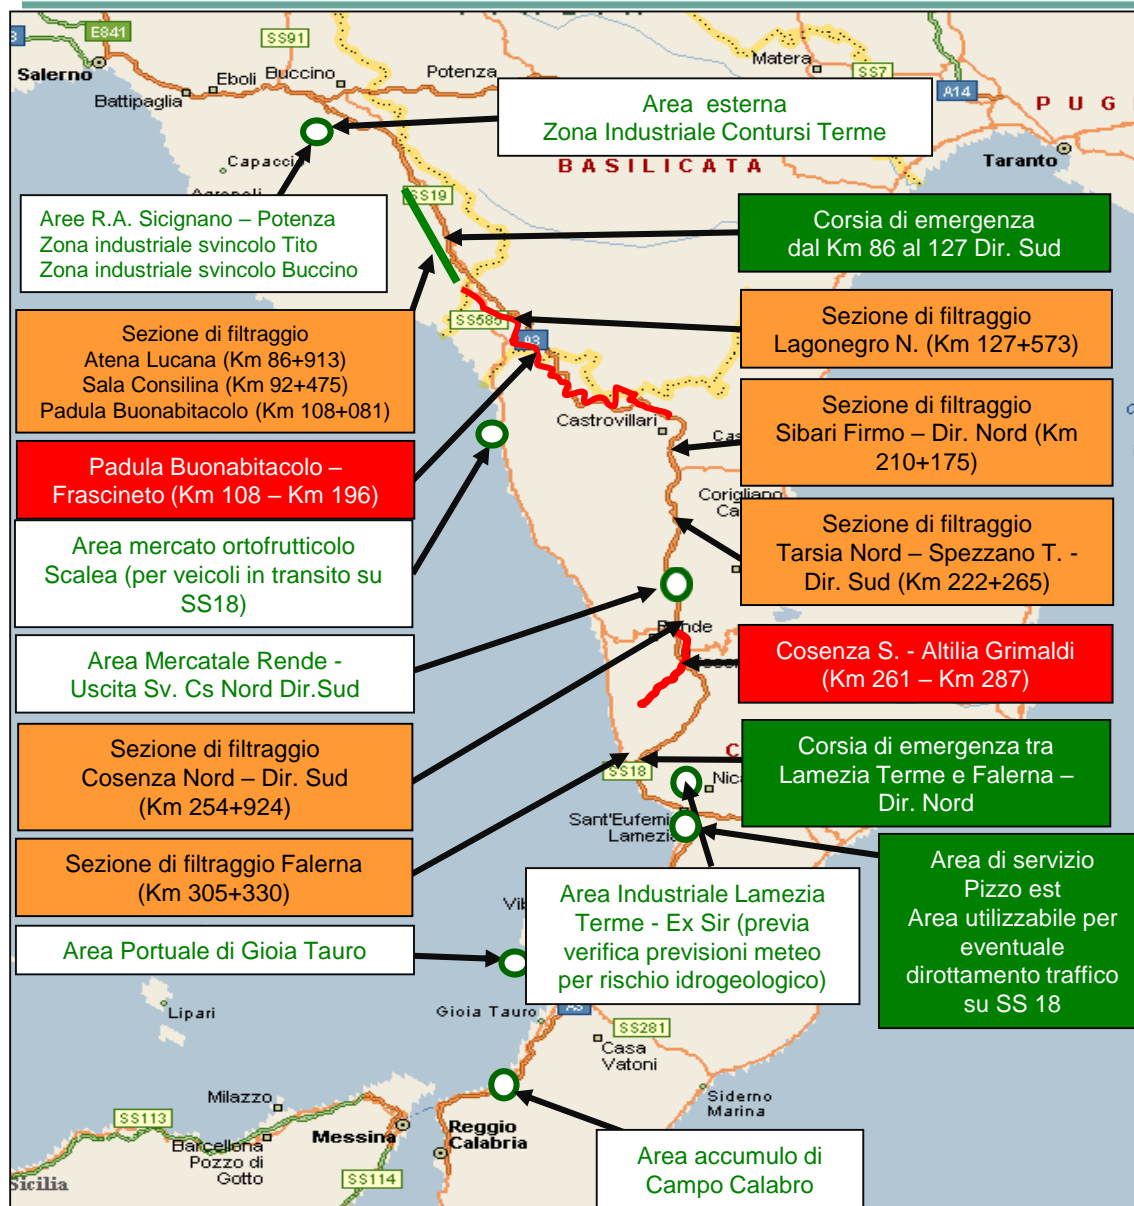 E841
SS91
Salerno
Eboli
Buccino
Potenza
Battipaglia
Matera
SS7
A14
Taranto
Area esterna
Zona Industriale Contursi Terme
BASILICATA
P U G
Capaccio
SS19
Aree R.A. Sicignano – Potenza
Zona industriale svincolo Tito
Zona industriale svincolo Buccino
Corsia di emergenza
dal Km 86 al 127 Dir. Sud
Sezione di filtraggio
Atena Lucana (Km 86+913)
Sala Consilina (Km 92+475)
Padula Buonabitacolo (Km 108+081)
SS585
A3
Sezione di filtraggio
Lagonegro N. (Km 127+573)
Castrovillari
Sezione di filtraggio
Sibari Firmo – Dir. Nord (Km
210+175)
Padula Buonabitacolo –
Frascineto (Km 108 – Km 196)
Corigliano
Area mercato ortofrutticolo
Scalea (per veicoli in transito su
SS18)
Sezione di filtraggio
Tarsia Nord – Spezzano T. -
Dir. Sud (Km 222+265)
Area Mercatale Rende -
Uscita Sv. Cs Nord Dir.Sud
Rende
Cosenza S. - Altilia Grimaldi
(Km 261 – Km 287)
Sezione di filtraggio
Cosenza Nord – Dir. Sud
(Km 254+924)
SS18
Corsia di emergenza tra
Lamezia Terme e Falerna –
Dir. Nord
Sant'Eufemi
Lamezia
Sezione di filtraggio Falerna
(Km 305+330)
Area di servizio
Pizzo est
Area utilizzabile per
eventuale
dirottamento traffico
su SS 18
Area Industriale Lamezia
Terme - Ex Sir (previa
verifica previsioni meteo
per rischio idrogeologico)
Area Portuale di Gioia Tauro
Lipari
Gioia Tauro
SS281
Casa
Vatoni
Siderno
Marina
Milazzo
SS113
Messina
Reggio
Calabria
Barcellona
Pozzo di
Gotto
SS114
Sicilia
Area accumulo di
Campo Calabro